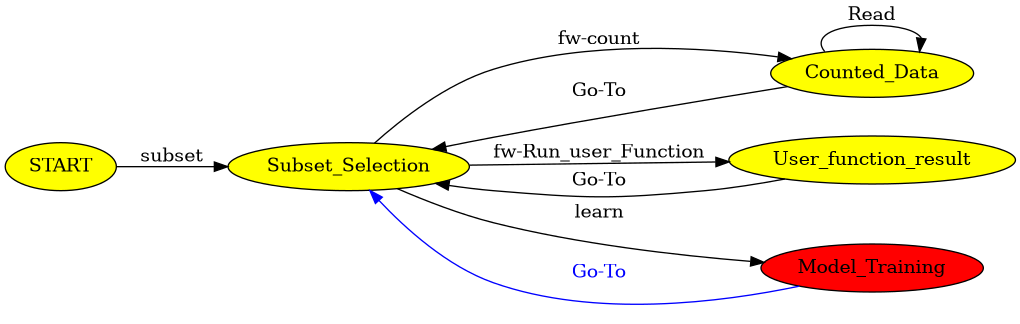 Read
fw-count
Counted_Data
Go-To
START
subset
Subset_Selection
fw-Run_user_Function
User_function_result
Go-To
learn
Model_Training
Go-To